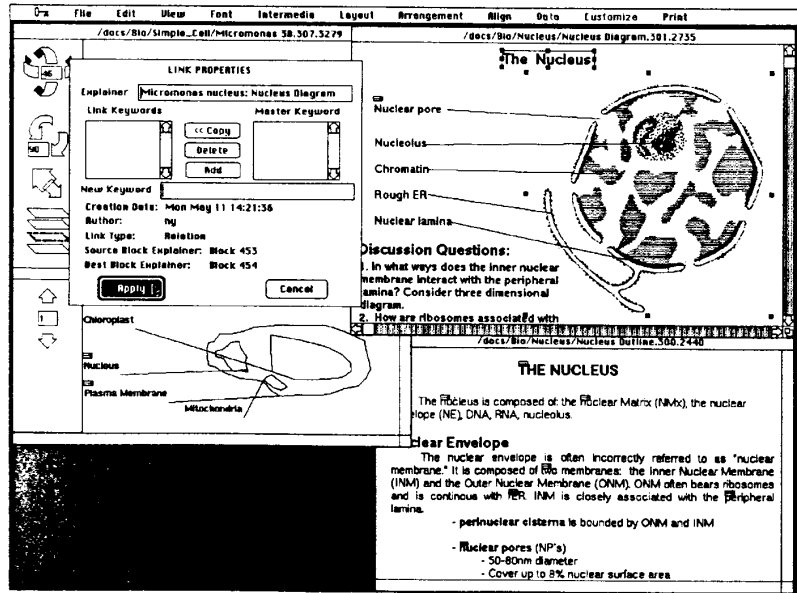 File Edit View Font Intermedia Layout Arrangement Align Data Customize Print
/docs/Bio/Simple_Cell/Micromonas 38.307.3279
46
90
1
LINK PROPERTIES
Explainer Micromonas nucleus: Nucleus Diagram
Link Keywords Master Keyword
<< Copy
Delete
Add
New Keyword
Creation Date: Mon May 11 14:21:36
Author: ny
Link Type: Relation
Source Block Explainer: Block 453
Dest Block Explainer: Block 454
Apply Cancel
Chloroplast
Nucleus
Plasma Membrane
Mitochondria
/docs/Bio/Nucleus/Nucleus Diagram.301.2735
The Nucleus
Nuclear pore
Nucleolus
Chromatin
Rough ER
Nuclear lamina
Discussion Questions:
1. In what ways does the inner nuclear
membrane interact with the peripheral
lamina? Consider three dimensional
diagram.
2. How are ribosomes associated with
/docs/Bio/Nucleus/Nucleus Outline.300.2440
THE NUCLEUS
The nucleus is composed of: the nuclear Matrix (NMx), the nuclear
elope (NE), DNA, RNA, nucleolus.
clear Envelope
The nuclear envelope is often incorrectly referred to as "nuclear
membrane." It is composed of two membranes: the Inner Nuclear Membrane
(INM) and the Outer Nuclear Membrane (ONM). ONM often bears ribosomes
and is continous with rER. INM is closely associated with the peripheral
lamina.
- perinuclear cisterna is bounded by ONM and INM
- Nuclear pores (NP's)
- 50-80nm diameter
- Cover up to 8% nuclear surface area